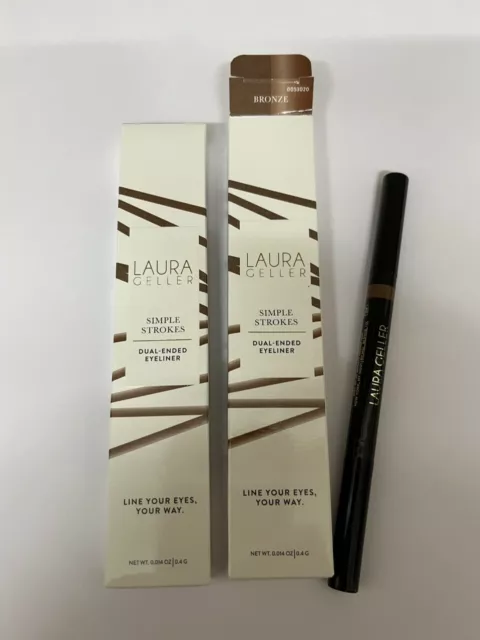 LAURA
GELLER
SIMPLE
STROKES
DUAL-ENDED
EYELINER
LINE YOUR EYES,
YOUR WAY.
NET WT. 0.014 OZ | 0.4 G
0053020
BRONZE
LAURA
GELLER
SIMPLE
STROKES
DUAL-ENDED
EYELINER
LINE YOUR EYES,
YOUR WAY.
NET WT. 0.014 OZ | 0.4 G
LAURA GELLER